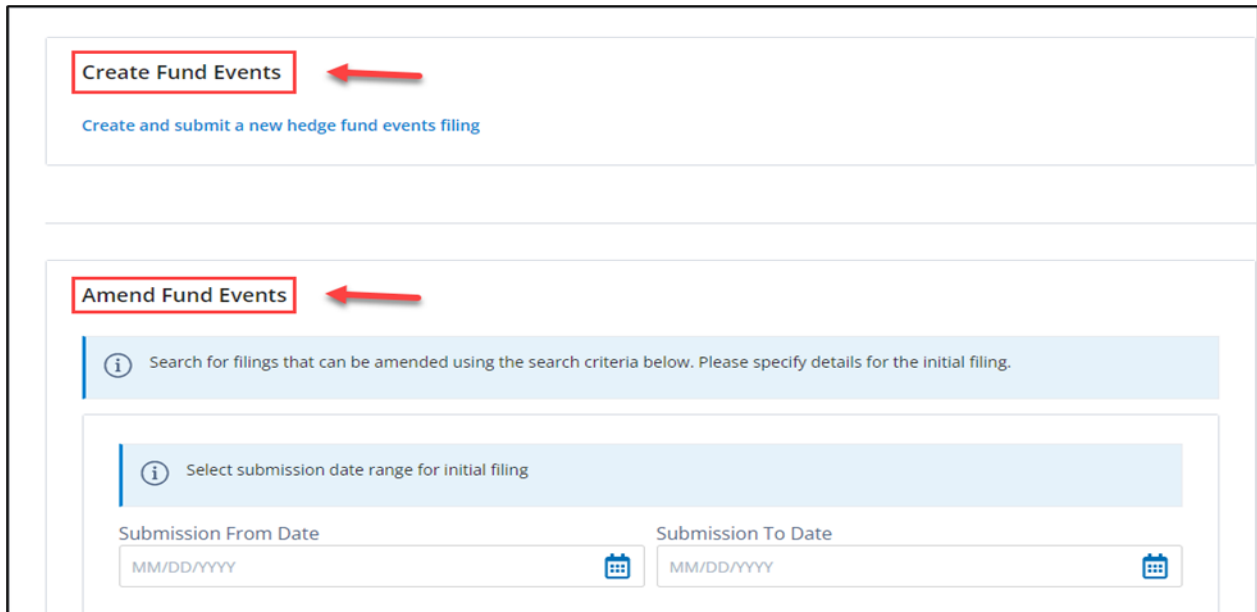 Create Fund Events
Create and submit a new hedge fund events filing
Amend Fund Events
Search for filings that can be amended using the search criteria below. Please specify details for the initial filing.
Select submission date range for initial filing
Submission From Date
Submission To Date
MM/DD/YYYY
MM/DD/YYYY